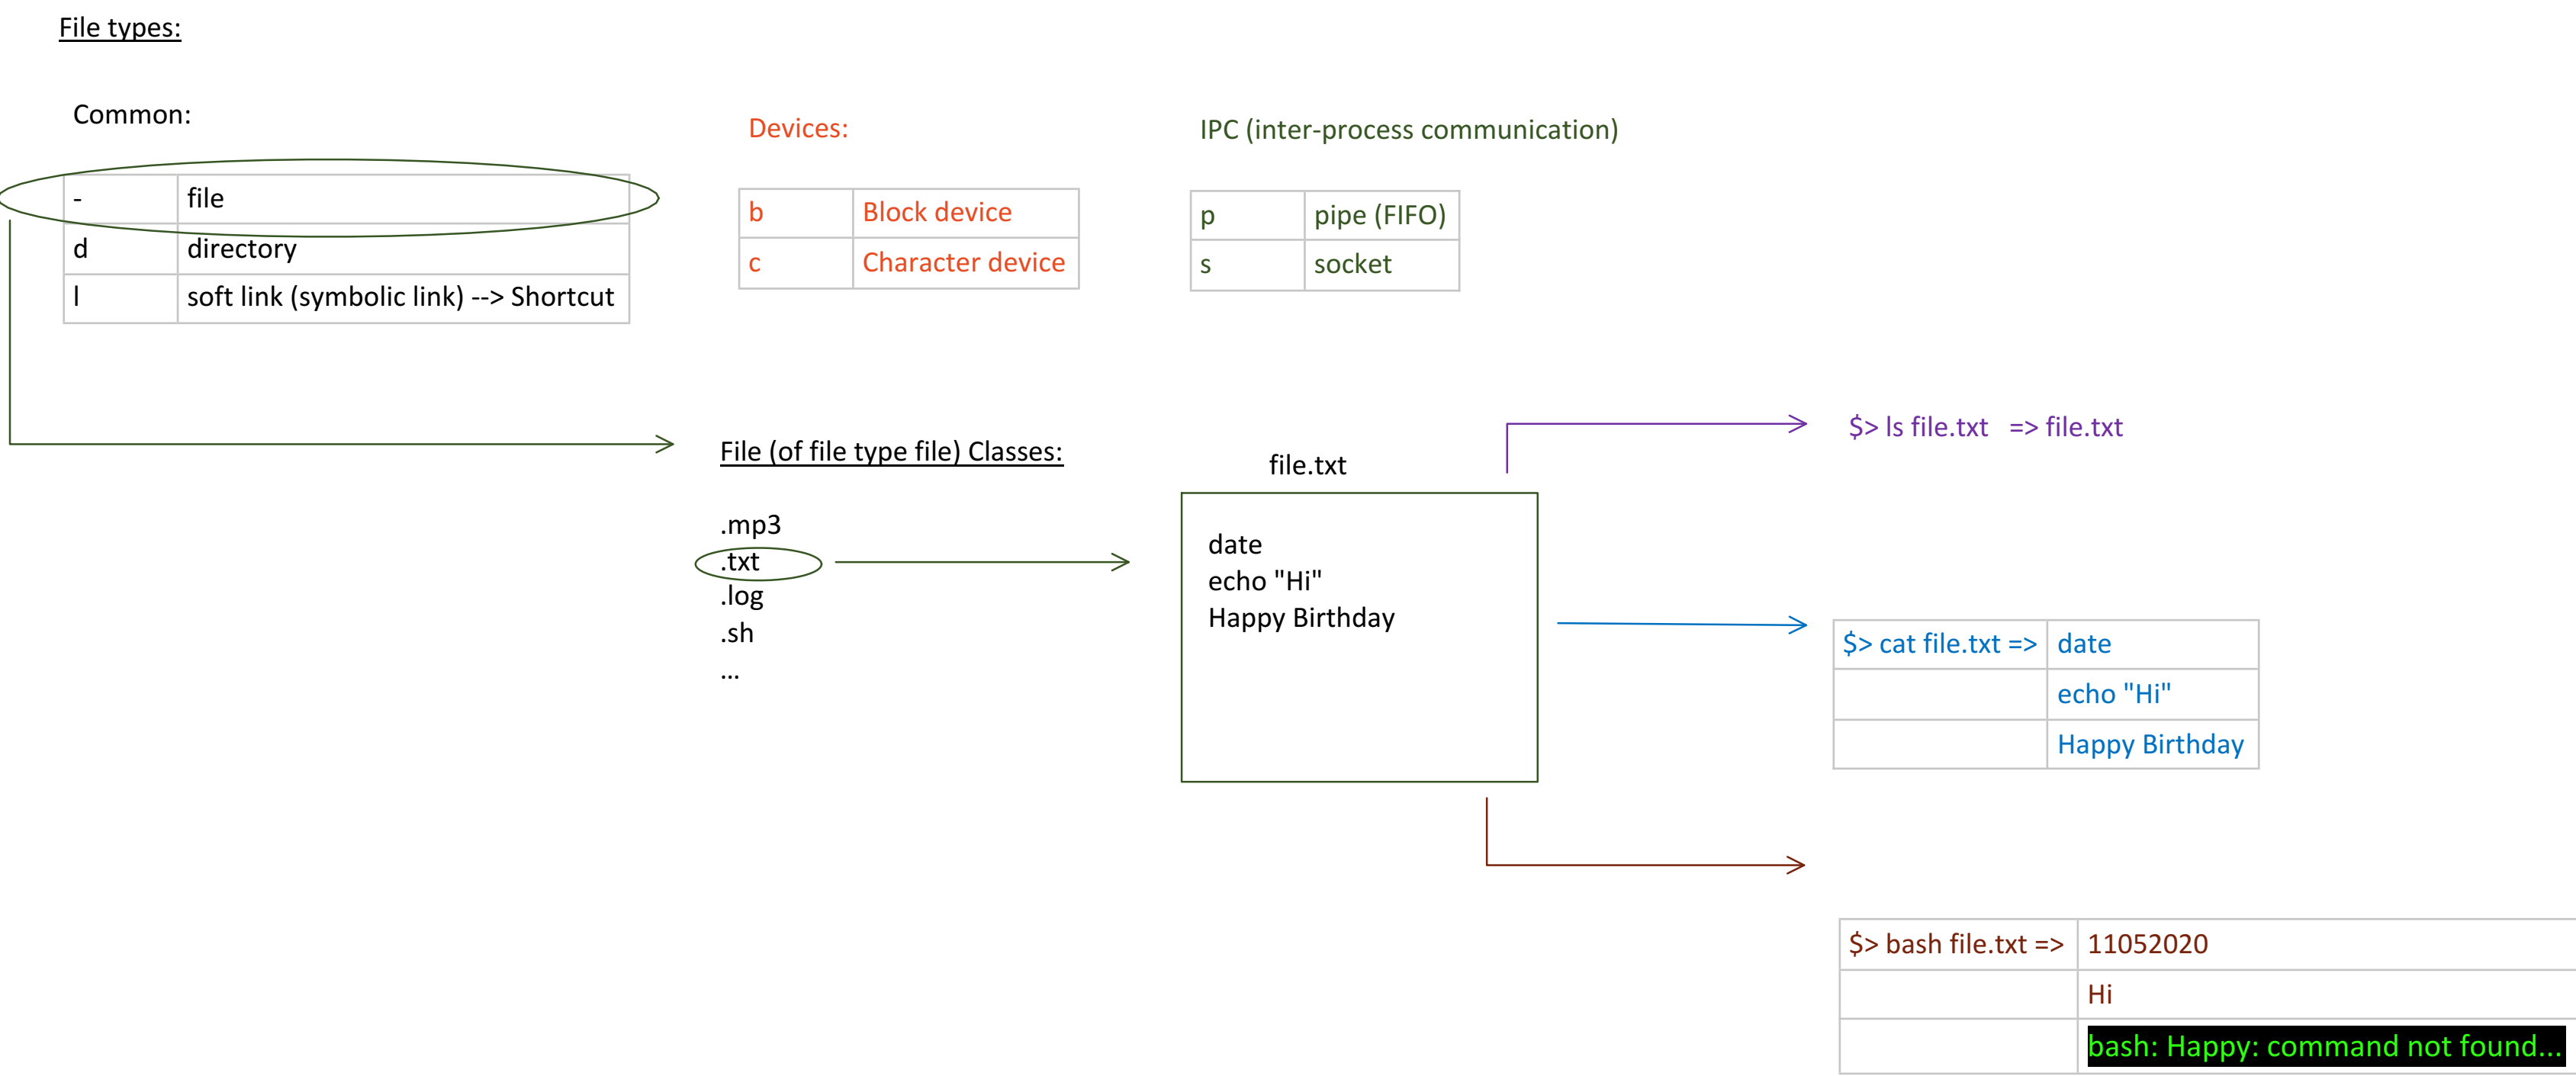 File types:
Common:
- file
d directory
l soft link (symbolic link) --> Shortcut
Devices:
b Block device
c Character device
IPC (inter-process communication)
p pipe (FIFO)
s socket
File (of file type file) Classes:
.mp3
.txt
.log
.sh
...
file.txt
date
echo "Hi"
Happy Birthday
$> ls file.txt => file.txt
$> cat file.txt => date
echo "Hi"
Happy Birthday
$> bash file.txt => 11052020
Hi
bash: Happy: command not found...